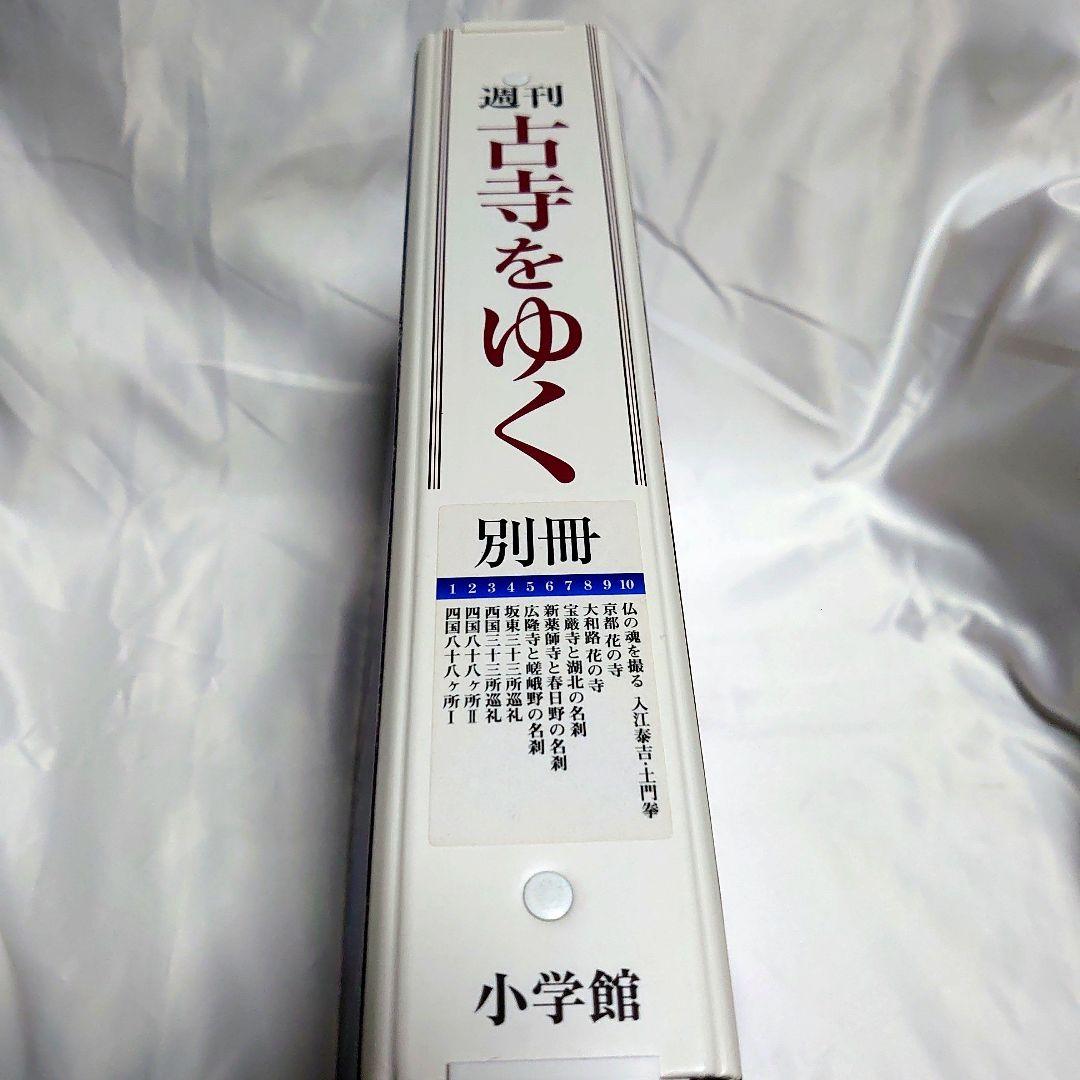 週刊
古寺をゆく
別冊
1 2 3 4 5 6 7 8 9 10
四国八十八ヶ所Ⅰ
四国八十八ヶ所Ⅱ
西国三十三所巡礼
坂東三十三所巡礼
広隆寺と嵯峨野の名刹
新薬師寺と春日野の名刹
宝厳寺と湖北の名刹
大和路 花の寺
京都 花の寺
仏の魂を撮る 入江泰吉・土門拳
小学館